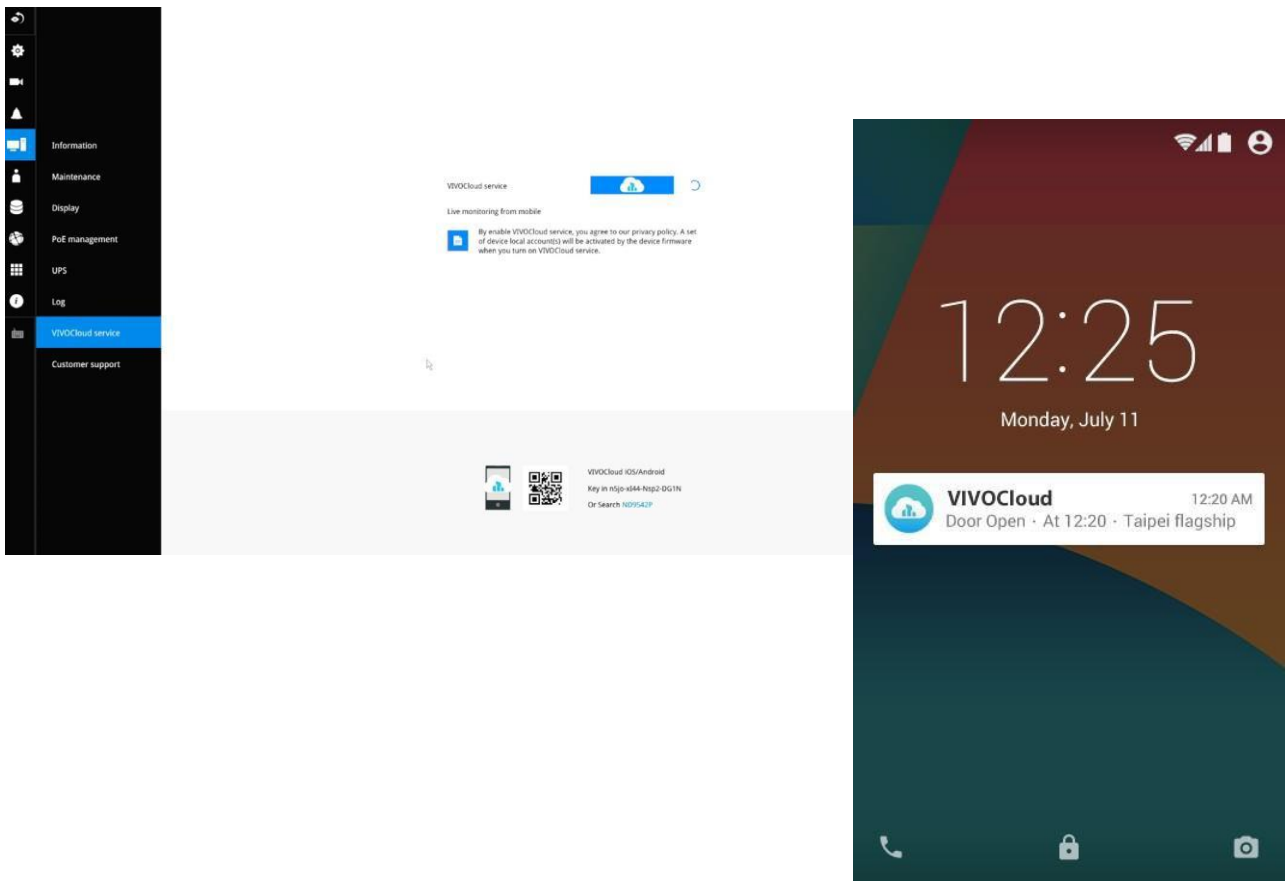 Information
Maintenance
Display
PoE management
UPS
Log
VIVOCloud service
Customer support
VIVOCloud service
Live monitoring from mobile
By enable VIVOCloud service, you agree to our privacy policy. A set
of device local account(s) will be activated by the device firmware
when you turn on VIVOCloud service.
VIVOCloud iOS/Android
Key in n5jo-xl44-Nsp2-DG1N
Or Search ND9542P
12:25
Monday, July 11
VIVOCloud 12:20 AM
Door Open · At 12:20 · Taipei flagship